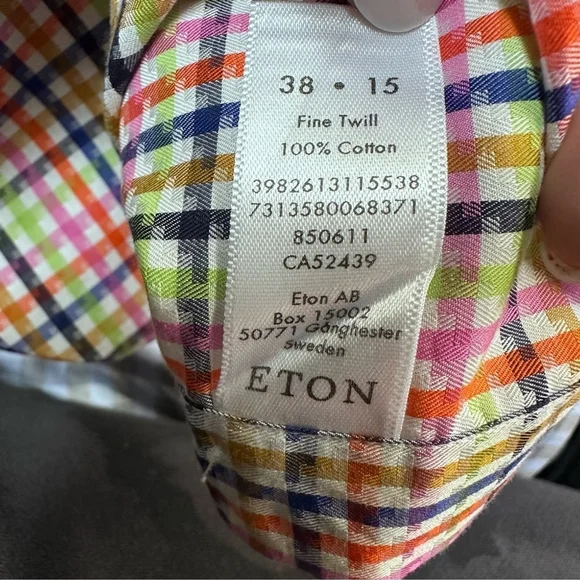 38 • 15
Fine Twill
100% Cotton
3982613115538
7313580068371
850611
CA52439
Eton AB
Box 15002
50771 Gånghester
Sweden
ETON